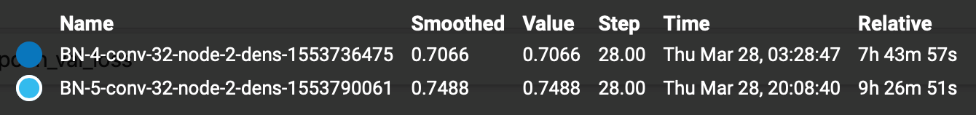 Name Smoothed Value Step Time Relative
BN-4-conv-32-node-2-dens-1553736475 0.7066 0.7066 28.00 Thu Mar 28, 03:28:47 7h 43m 57s
BN-5-conv-32-node-2-dens-1553790061 0.7488 0.7488 28.00 Thu Mar 28, 20:08:40 9h 26m 51s